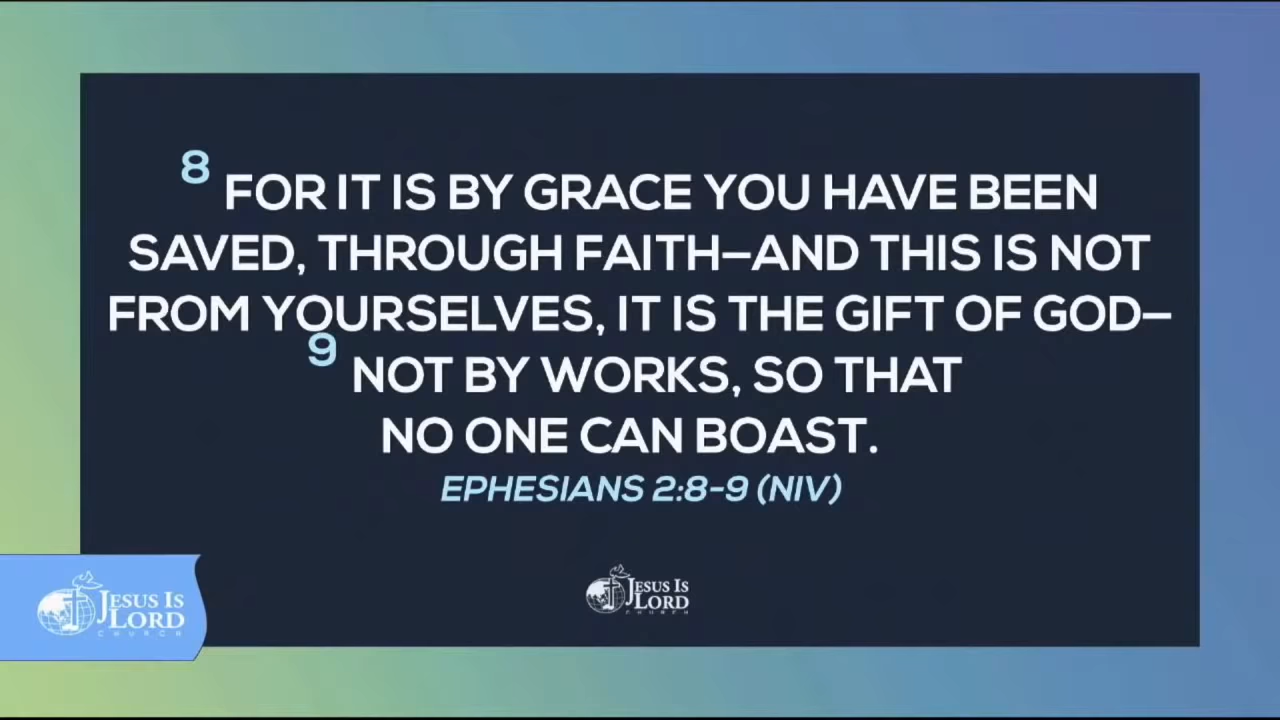 8 FOR IT IS BY GRACE YOU HAVE BEEN
SAVED, THROUGH FAITH—AND THIS IS NOT
FROM YOURSELVES, IT IS THE GIFT OF GOD—
9 NOT BY WORKS, SO THAT
NO ONE CAN BOAST.
EPHESIANS 2:8-9 (NIV)
JESUS IS
LORD
CHURCH
JESUS IS
LORD
CHURCH